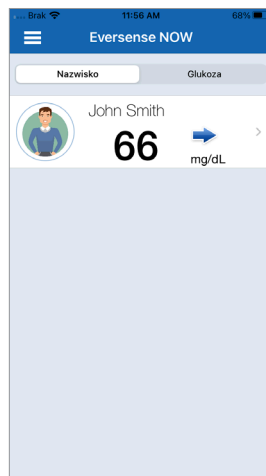 .... Brak 11:56 AM 68%
Eversense NOW
Nazwisko Glukoza
John Smith
66
mg/dL